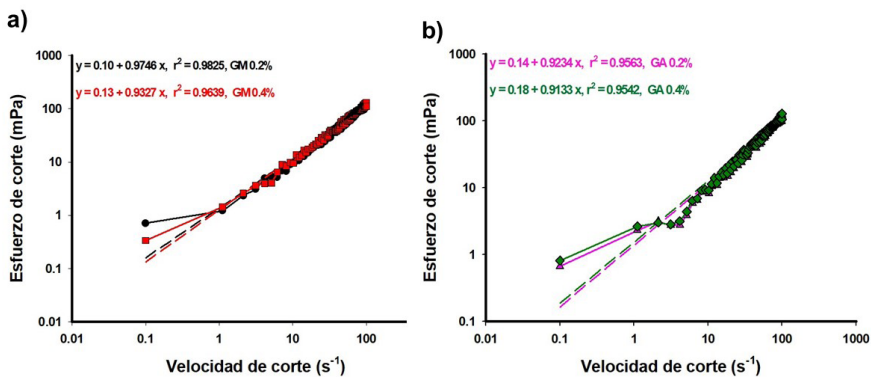 a)
y = 0.10 + 0.9746 x, r² = 0.9825, GM 0.2%
y = 0.13 + 0.9327 x, r² = 0.9639, GM 0.4%
Esfuerzo de corte (mPa)
1000
100
10
1
0.1
0.01
0.01 0.1 1 10 100
Velocidad de corte (s⁻¹)
b)
y = 0.14 + 0.9234 x, r² = 0.9563, GA 0.2%
y = 0.18 + 0.9133 x, r² = 0.9542, GA 0.4%
Esfuerzo de corte (mPa)
1000
100
10
1
0.1
0.01 0.1 1 10 100 1000
Velocidad de corte (s⁻¹)